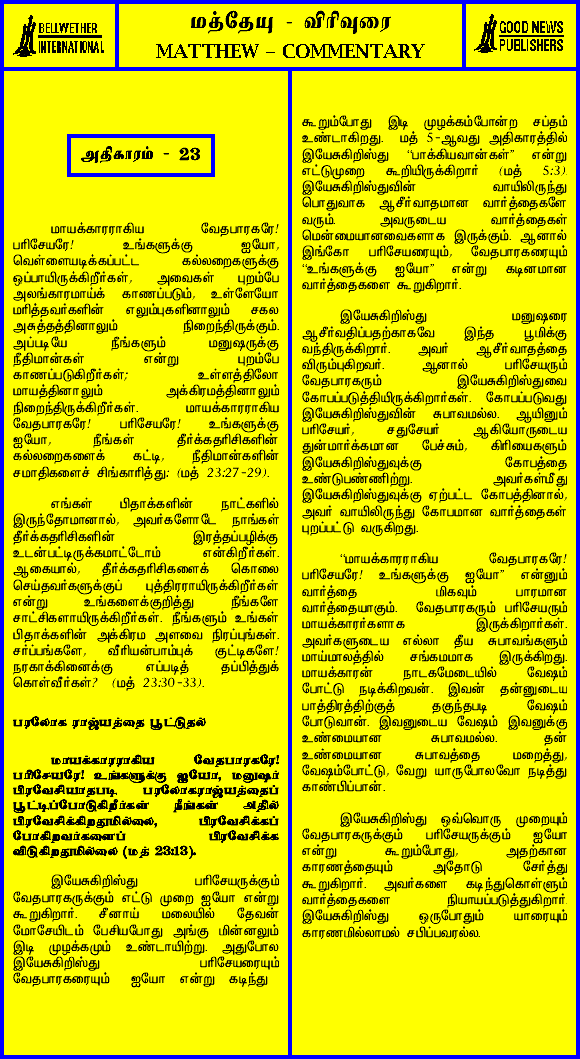 BELLWETHER
INTERNATIONAL
மத்தேயு - விரிவுரை
MATTHEW – COMMENTARY
GOOD NEWS
PUBLISHERS
அதிகாரம் - 23
மாயக்காரராகிய வேதபாரகரே!
பரிசேயரே! உங்களுக்கு ஐயோ,
வெள்ளையடிக்கப்பட்ட கல்லறைகளுக்கு
ஒப்பாயிருக்கிறீர்கள், அவைகள் புறம்பே
அலங்காரமாய்க் காணப்படும், உள்ளேயோ
மரித்தவர்களின் எலும்புகளினாலும் சகல
அசுத்தத்தினாலும் நிறைந்திருக்கும்.
அப்படியே நீங்களும் மனுஷருக்கு
நீதிமான்கள் என்று புறம்பே
காணப்படுகிறீர்கள்; உள்ளத்திலோ
மாயத்தினாலும் அக்கிரமத்தினாலும்
நிறைந்திருக்கிறீர்கள். மாயக்காரராகிய
வேதபாரகரே! பரிசேயரே! உங்களுக்கு
ஐயோ, நீங்கள் தீர்க்கதரிசிகளின்
கல்லறைகளைக் கட்டி, நீதிமான்களின்
சமாதிகளைச் சிங்காரித்து: (மத் 23:27-29).
எங்கள் பிதாக்களின் நாட்களில்
இருந்தோமானால், அவர்களோடே நாங்கள்
தீர்க்கதரிசிகளின் இரத்தப்பழிக்கு
உடன்பட்டிருக்கமாட்டோம் என்கிறீர்கள்.
ஆகையால், தீர்க்கதரிசிகளைக் கொலை
செய்தவர்களுக்குப் புத்திரராயிருக்கிறீர்கள்
என்று உங்களைக்குறித்து நீங்களே
சாட்சிகளாயிருக்கிறீர்கள். நீங்களும் உங்கள்
பிதாக்களின் அக்கிரம அளவை நிரப்புங்கள்.
சர்ப்பங்களே, விரியன்பாம்புக் குட்டிகளே!
நரகாக்கினைக்கு எப்படித் தப்பித்துக்
கொள்வீர்கள்? (மத் 23:30-33).
பரலோக ராஜ்யத்தை பூட்டுதல்
மாயக்காரராகிய வேதபாரகரே!
பரிசேயரே! உங்களுக்கு ஐயோ, மனுஷர்
பிரவேசியாதபடி பரலோகராஜ்யத்தைப்
பூட்டிப்போடுகிறீர்கள் நீங்கள் அதில்
பிரவேசிக்கிறதுமில்லை, பிரவேசிக்கப்
போகிறவர்களைப் பிரவேசிக்க
விடுகிறதுமில்லை (மத் 23:13).
இயேசுகிறிஸ்து பரிசேயருக்கும்
வேதபாரகருக்கும் எட்டு முறை ஐயோ என்று
கூறுகிறார். சீனாய் மலையில் தேவன்
மோசேயிடம் பேசியபோது அங்கு மின்னலும்
இடி முழக்கமும் உண்டாயிற்று. அதுபோல
இயேசுகிறிஸ்து பரிசேயரையும்
வேதபாரகரையும் ஐயோ என்று கடிந்து
கூறும்போது இடி முழக்கம்போன்ற சப்தம்
உண்டாகிறது. மத் 5-ஆவது அதிகாரத்தில்
இயேசுகிறிஸ்து “பாக்கியவான்கள்” என்று
எட்டுமுறை கூறியிருக்கிறார் (மத் 5:3).
இயேசுகிறிஸ்துவின் வாயிலிருந்து
பொதுவாக ஆசீர்வாதமான வார்த்தைகளே
வரும். அவருடைய வார்த்தைகள்
மென்மையானவைகளாக இருக்கும். ஆனால்
இங்கோ பரிசேயரையும், வேதபாரகரையும்
“உங்களுக்கு ஐயோ” என்று கடினமான
வார்த்தைகளை கூறுகிறார்.
இயேசுகிறிஸ்து மனுஷரை
ஆசீர்வதிப்பதற்காகவே இந்த பூமிக்கு
வந்திருக்கிறார். அவர் ஆசீர்வாதத்தை
விரும்புகிறவர். ஆனால் பரிசேயரும்
வேதபாரகரும் இயேசுகிறிஸ்துவை
கோபப்படுத்தியிருக்கிறார்கள். கோபப்படுவது
இயேசுகிறிஸ்துவின் சுபாவமல்ல. ஆயினும்
பரிசேயர், சதுசேயர் ஆகியோருடைய
துன்மார்க்கமான பேச்சும், கிரியைகளும்
இயேசுகிறிஸ்துவுக்கு கோபத்தை
உண்டுபண்ணிற்று. அவர்கள்மீது
இயேசுகிறிஸ்துவுக்கு ஏற்பட்ட கோபத்தினால்,
அவர் வாயிலிருந்து கோபமான வார்த்தைகள்
புறப்பட்டு வருகிறது.
“மாயக்காரராகிய வேதபாரகரே!
பரிசேயரே! உங்களுக்கு ஐயோ” என்னும்
வார்த்தை மிகவும் பாரமான
வார்த்தையாகும். வேதபாரகரும் பரிசேயரும்
மாயக்காரர்களாக இருக்கிறார்கள்.
அவர்களுடைய எல்லா தீய சுபாவங்களும்
மாய்மாலத்தில் சங்கமமாக இருக்கிறது.
மாயக்காரன் நாடகமேடையில் வேஷம்
போட்டு நடிக்கிறவன். இவன் தன்னுடைய
பாத்திரத்திற்குத் தகுந்தபடி வேஷம்
போடுவான். இவனுடைய வேஷம் இவனுக்கு
உண்மையான சுபாவமல்ல. தன்
உண்மையான சுபாவத்தை மறைத்து,
வேஷம்போட்டு, வேறு யாருபோலவோ நடித்து
காண்பிப்பான்.
இயேசுகிறிஸ்து ஒவ்வொரு முறையும்
வேதபாரகருக்கும் பரிசேயருக்கும் ஐயோ
என்று கூறும்போது, அதற்கான
காரணத்தையும் அதோடு சேர்த்து
கூறுகிறார். அவர்களை கடிந்துகொள்ளும்
வார்த்தைகளை நியாயப்படுத்துகிறார்.
இயேசுகிறிஸ்து ஒருபோதும் யாரையும்
காரணமில்லாமல் சபிப்பவரல்ல.